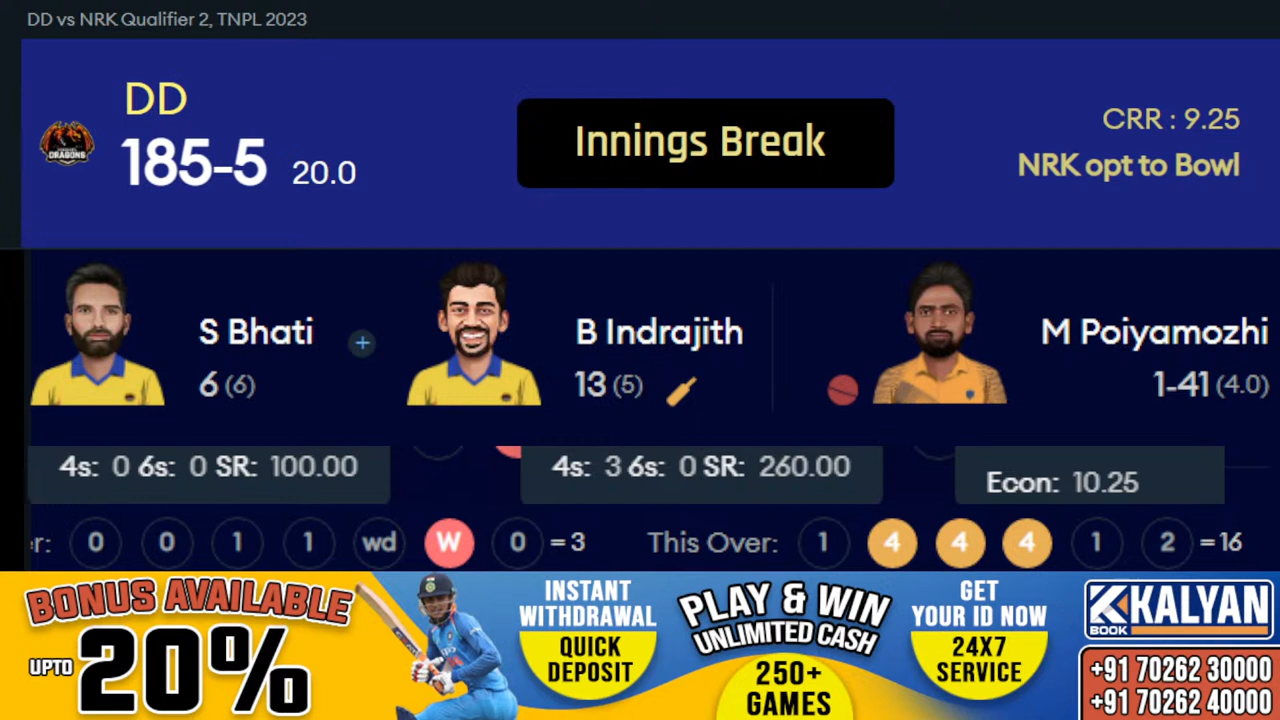 DD vs NRK Qualifier 2, TNPL 2023
DD
185-5 20.0
Innings Break
CRR : 9.25
NRK opt to Bowl
DRAGONS
S Bhati
6 (6)
+
B Indrajith
13 (5)
M Poiyamozhi
1-41 (4.0)
4s: 0 6s: 0 SR: 100.00
4s: 3 6s: 0 SR: 260.00
Econ: 10.25
r: 0 0 1 1 wd W 0 = 3
This Over: 1 4 4 4 1 2 = 16
BONUS AVAILABLE
UPTO 20%
INSTANT
WITHDRAWAL
QUICK
DEPOSIT
PLAY & WIN
UNLIMITED CASH
250+
GAMES
GET
YOUR ID NOW
24X7
SERVICE
KALYAN
BOOK
+91 70262 30000
+91 70262 40000